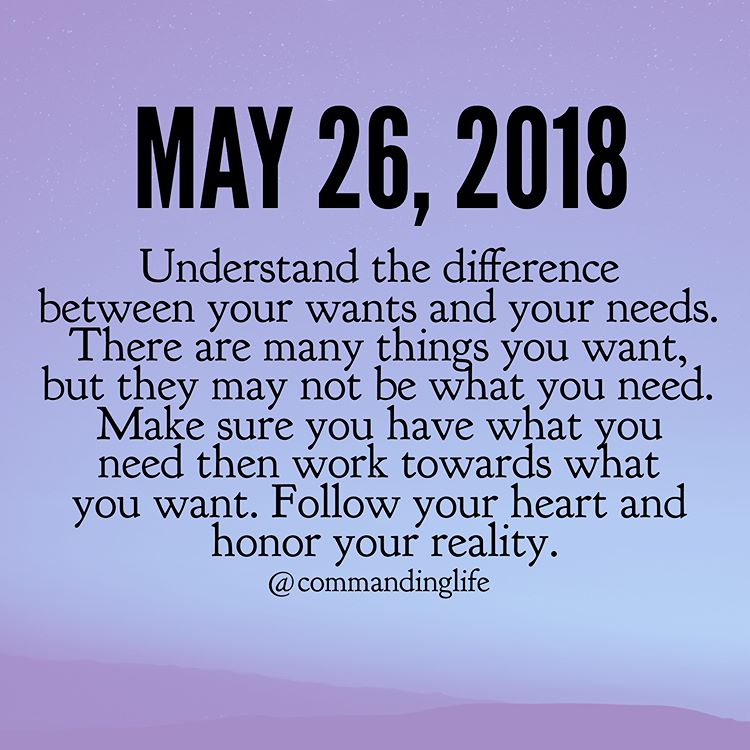 MAY 26, 2018
Understand the difference
between your wants and your needs.
There are many things you want,
but they may not be what you need.
Make sure you have what you
need then work towards what
you want. Follow your heart and
honor your reality.
@commandinglife